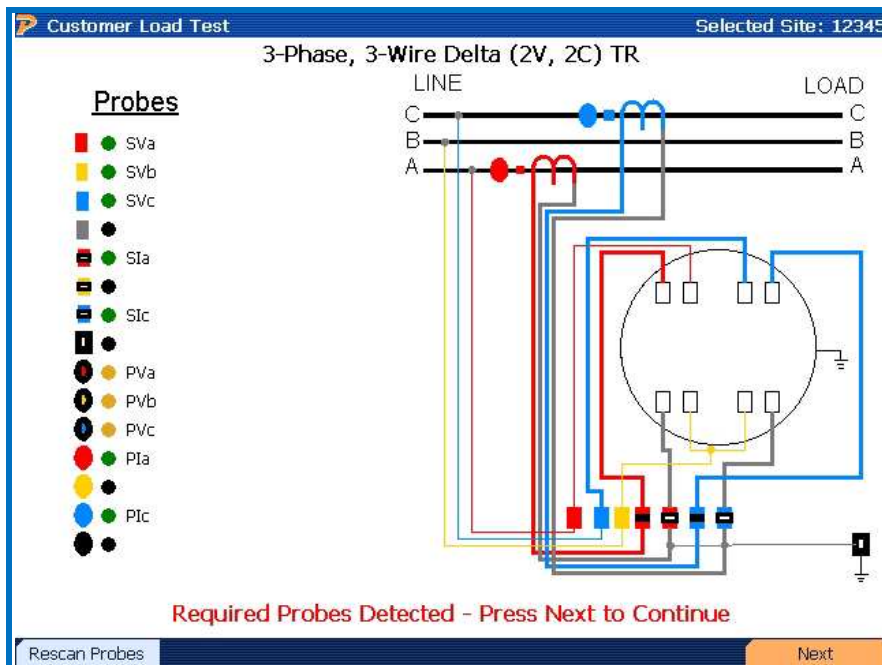 Customer Load Test
Selected Site: 12345
3-Phase, 3-Wire Delta (2V, 2C) TR
LINE
LOAD
Probes
C
C
B
B
A
A
SVa
SVb
SVc
SIa
SIc
PVa
PVb
PVc
PIa
PIc
Required Probes Detected - Press Next to Continue
Rescan Probes
Next